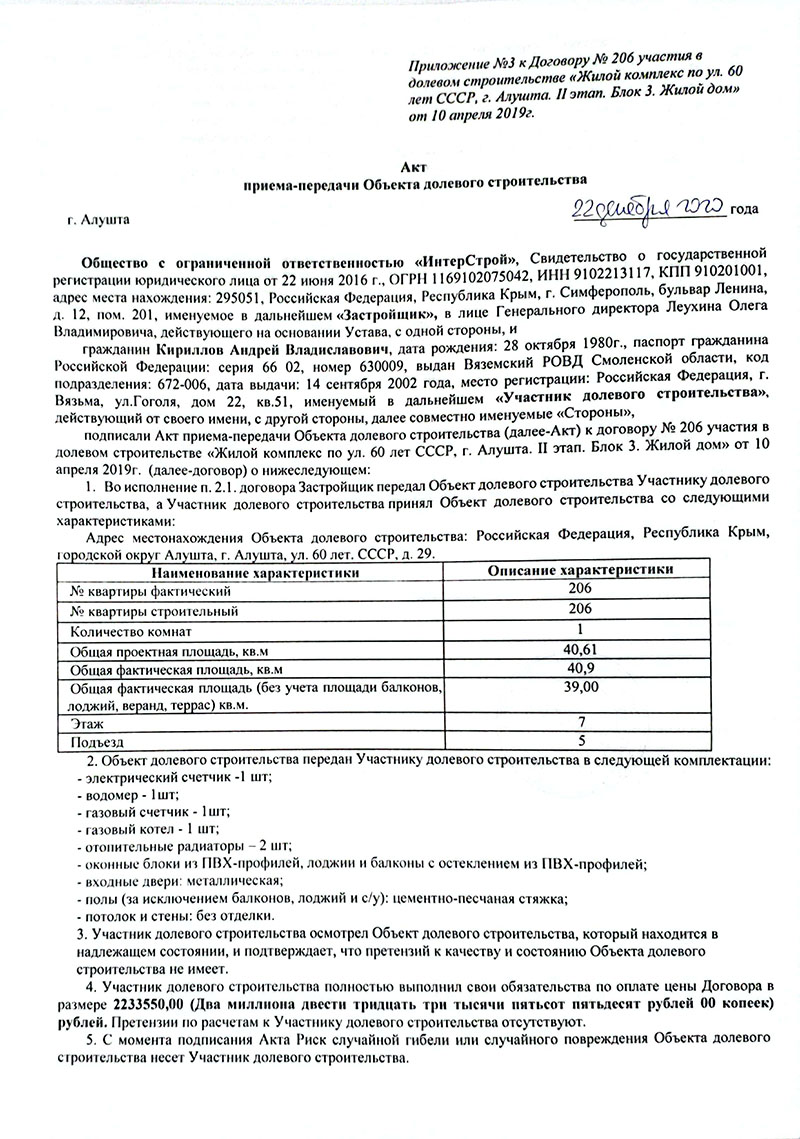 Приложение №3 к Договору № 206 участия в
долевом строительстве «Жилой комплекс по ул. 60
лет СССР, г. Алушта. II этап. Блок 3. Жилой дом»
от 10 апреля 2019г.
Акт
приема-передачи Объекта долевого строительства
г. Алушта
22 декабря 2020 года
Общество с ограниченной ответственностью «ИнтерСтрой», Свидетельство о государственной
регистрации юридического лица от 22 июня 2016 г., ОГРН 1169102075042, ИНН 9102213117, КПП 910201001,
адрес места нахождения: 295051, Российская Федерация, Республика Крым, г. Симферополь, бульвар Ленина,
д. 12, пом. 201, именуемое в дальнейшем «Застройщик», в лице Генерального директора Леухина Олега
Владимировича, действующего на основании Устава, с одной стороны, и
гражданин Кириллов Андрей Владиславович, дата рождения: 28 октября 1980г., паспорт гражданина
Российской Федерации: серия 66 02, номер 630009, выдан Вяземский РОВД Смоленской области, код
подразделения: 672-006, дата выдачи: 14 сентября 2002 года, место регистрации: Российская Федерация, г.
Вязьма, ул.Гоголя, дом 22, кв.51, именуемый в дальнейшем «Участник долевого строительства»,
действующий от своего имени, с другой стороны, далее совместно именуемые «Стороны»,
подписали Акт приема-передачи Объекта долевого строительства (далее-Акт) к договору № 206 участия в
долевом строительстве «Жилой комплекс по ул. 60 лет СССР, г. Алушта. II этап. Блок 3. Жилой дом» от 10
апреля 2019г. (далее-договор) о нижеследующем:
1. Во исполнение п. 2.1. договора Застройщик передал Объект долевого строительства Участнику долевого
строительства, а Участник долевого строительства принял Объект долевого строительства со следующими
характеристиками:
Адрес местонахождения Объекта долевого строительства: Российская Федерация, Республика Крым,
городской округ Алушта, г. Алушта, ул. 60 лет. СССР, д. 29.
Наименование характеристики Описание характеристики
№ квартиры фактический 206
№ квартиры строительный 206
Количество комнат 1
Общая проектная площадь, кв.м 40,61
Общая фактическая площадь, кв.м 40,9
Общая фактическая площадь (без учета площади балконов, 39,00
лоджий, веранд, террас) кв.м.
Этаж 7
Подъезд 5
2. Объект долевого строительства передан Участнику долевого строительства в следующей комплектации:
- электрический счетчик -1 шт;
- водомер - 1шт;
- газовый счетчик - 1шт;
- газовый котел - 1 шт;
- отопительные радиаторы – 2 шт;
- оконные блоки из ПВХ-профилей, лоджии и балконы с остеклением из ПВХ-профилей;
- входные двери: металлическая;
- полы (за исключением балконов, лоджий и с/у): цементно-песчаная стяжка;
- потолок и стены: без отделки.
3. Участник долевого строительства осмотрел Объект долевого строительства, который находится в
надлежащем состоянии, и подтверждает, что претензий к качеству и состоянию Объекта долевого
строительства не имеет.
4. Участник долевого строительства полностью выполнил свои обязательства по оплате цены Договора в
размере 2233550,00 (Два миллиона двести тридцать три тысячи пятьсот пятьдесят рублей 00 копеек)
рублей. Претензии по расчетам к Участнику долевого строительства отсутствуют.
5. С момента подписания Акта Риск случайной гибели или случайного повреждения Объекта долевого
строительства несет Участник долевого строительства.